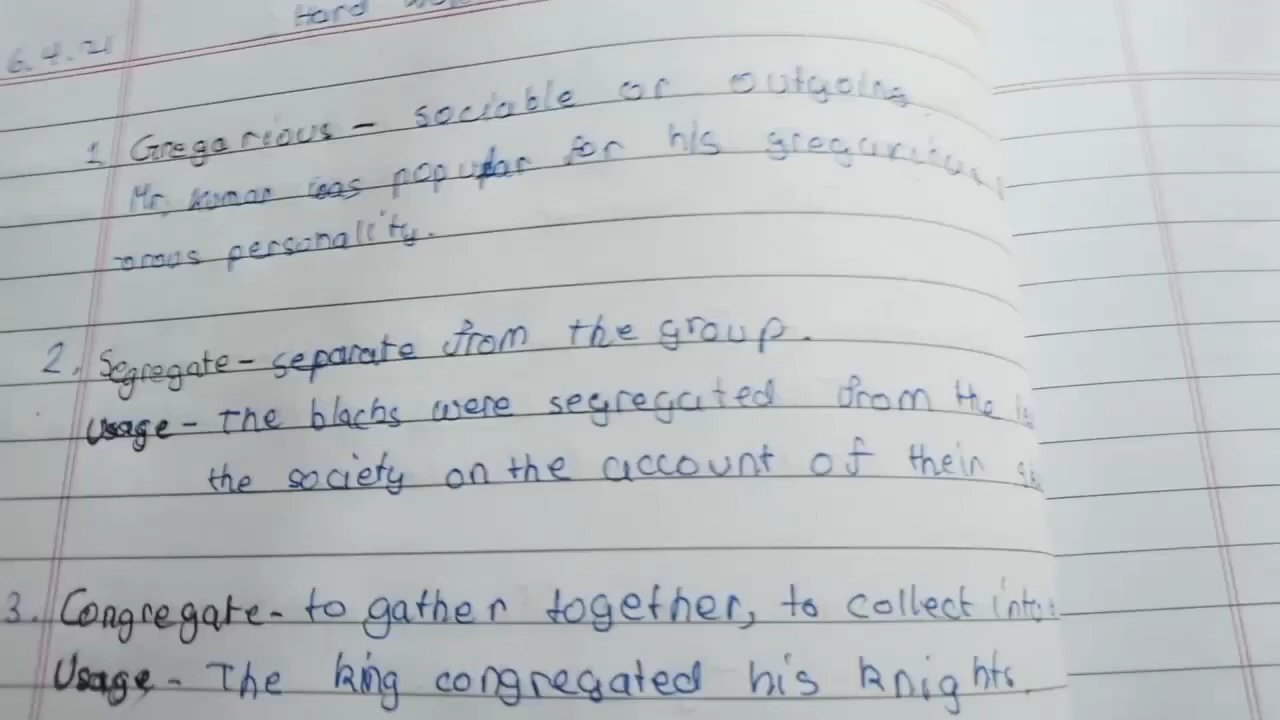 Hard
6.4.21
1 Gregarious - sociable or outgoing
Mr. Kumar was popular for his gregarious
personality.
2. Segregate - separate from the group.
Usage - The blacks were segregated from the
the society on the account of their
3. Congregate - to gather together, to collect into
Usage - The king congregated his knights.